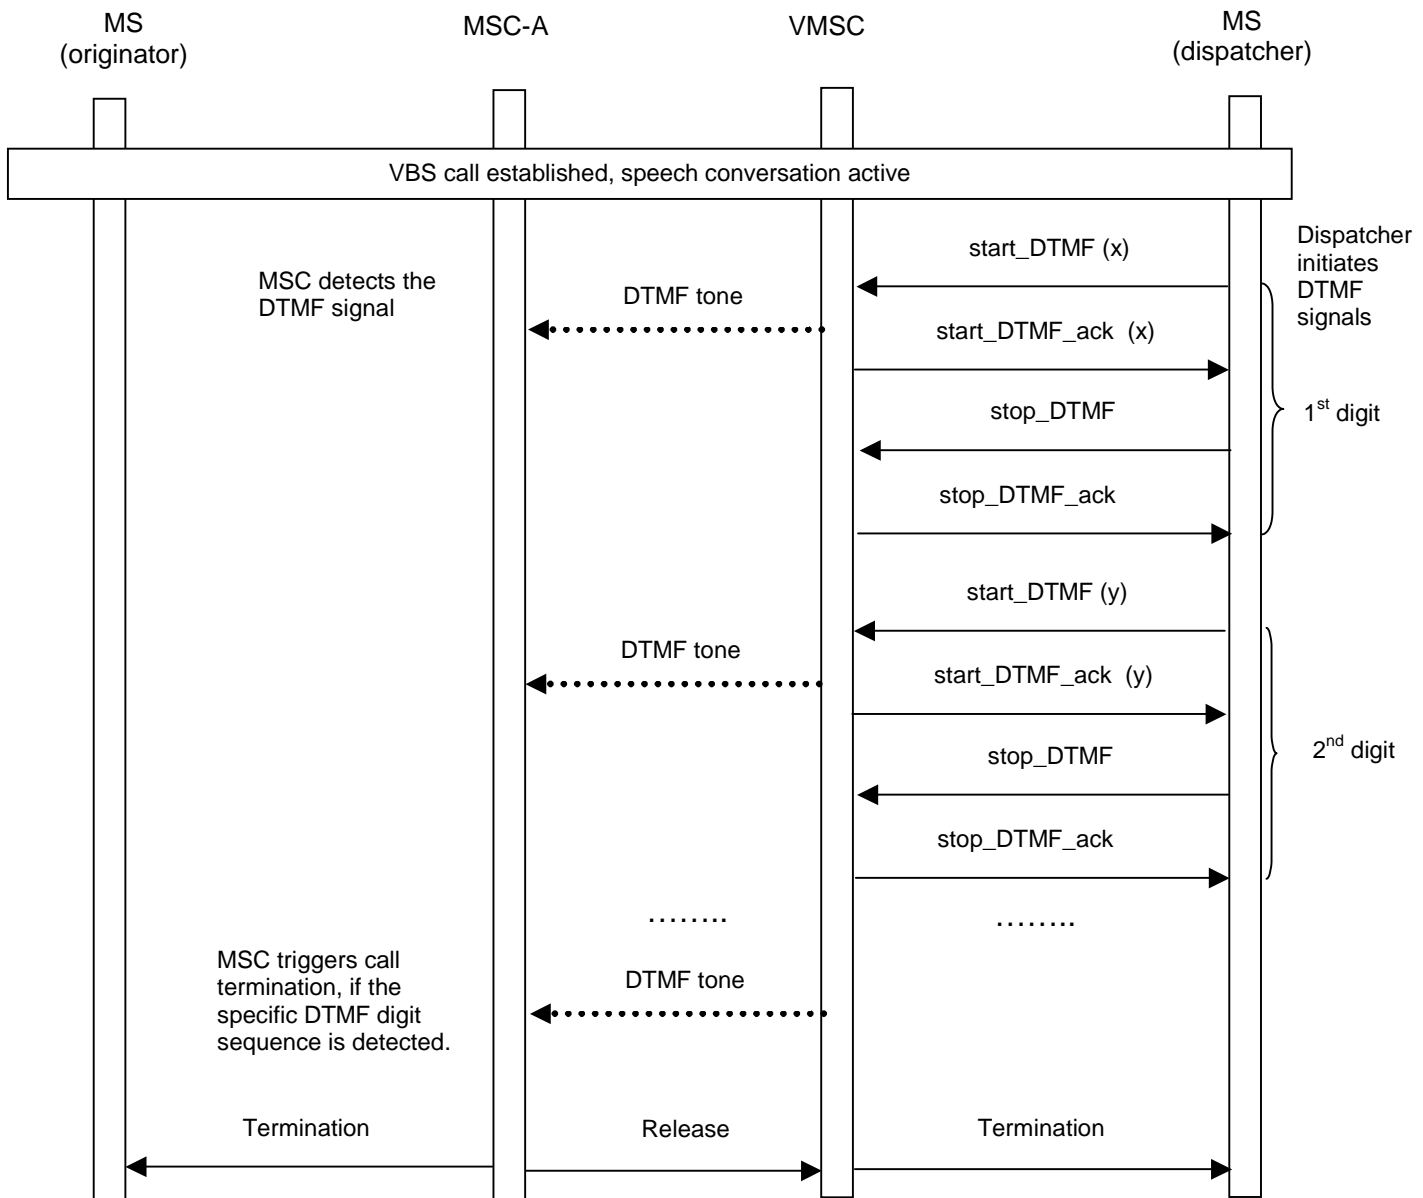 MS
(originator)
MSC-A
VMSC
MS
(dispatcher)
VBS call established, speech conversation active
start_DTMF (x)
Dispatcher
initiates
DTMF
signals
MSC detects the
DTMF signal
DTMF tone
start_DTMF_ack (x)
stop_DTMF
1st digit
stop_DTMF_ack
start_DTMF (y)
DTMF tone
start_DTMF_ack (y)
stop_DTMF
2nd digit
stop_DTMF_ack
........
........
MSC triggers call
termination, if the
specific DTMF digit
sequence is detected.
DTMF tone
Termination
Release
Termination